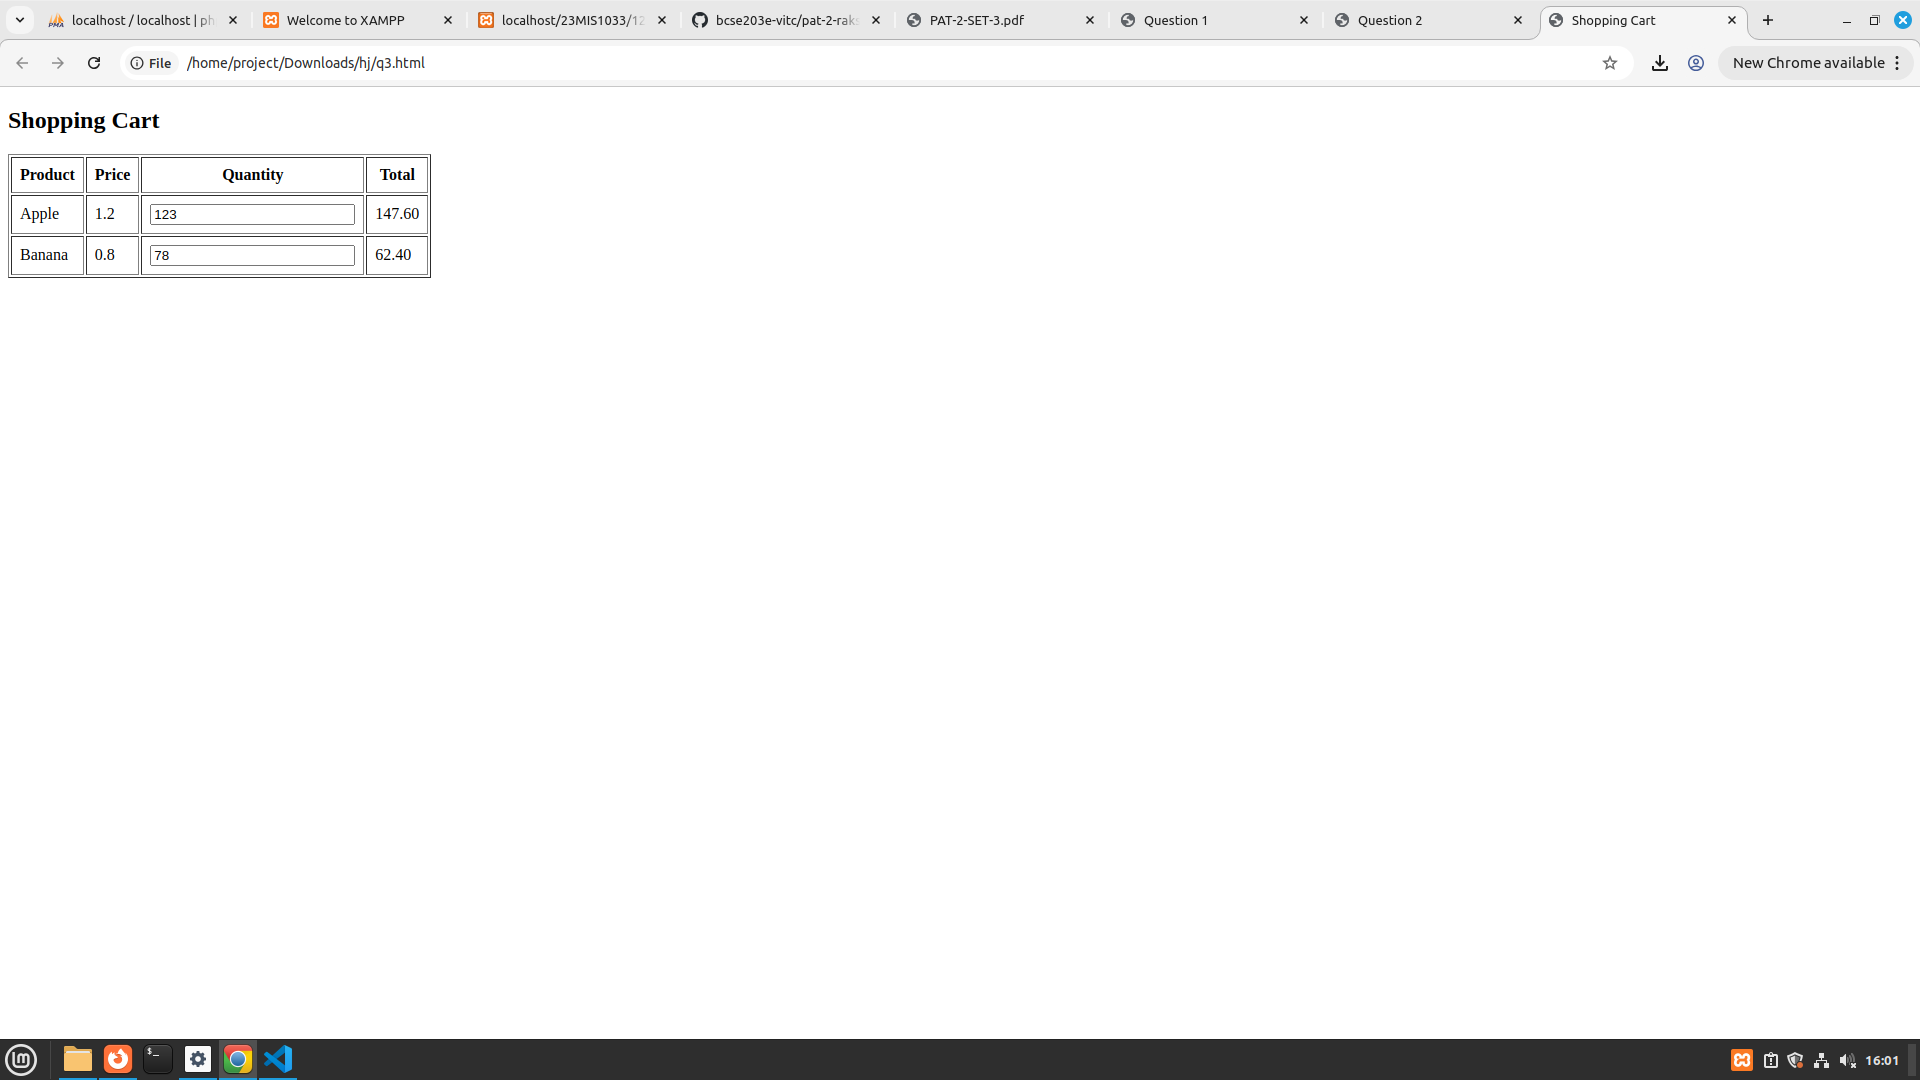 localhost / localhost | ph
Welcome to XAMPP
localhost/23MIS1033/12
bcse203e-vitc/pat-2-raks
PAT-2-SET-3.pdf
Question 1
Question 2
Shopping Cart
File
/home/project/Downloads/hj/q3.html
New Chrome available
Shopping Cart
Product Price Quantity Total
Apple 1.2 123 147.60
Banana 0.8 78 62.40
16:01